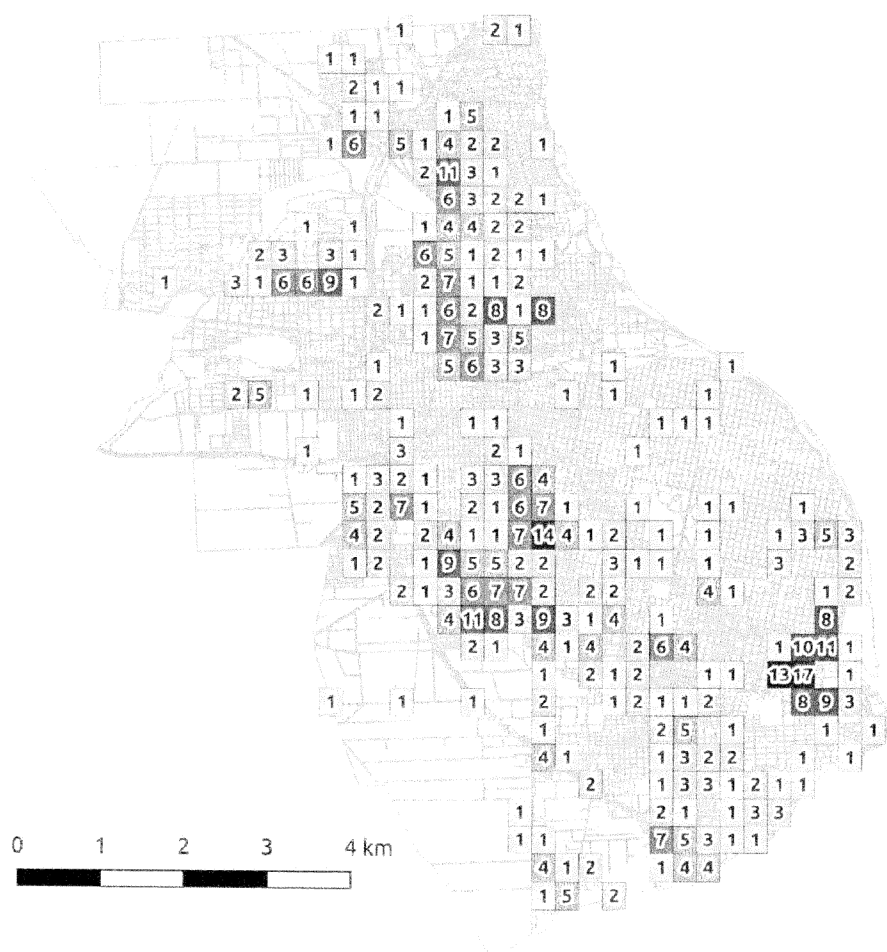 1 2 1
1 1
2 1 1
1 1 1 5
1 6 5 1 4 2 2 1
2 11 3 1
6 3 2 2 1
1 1 1 4 4 2 2
2 3 3 1 6 5 1 2 1 1
1 3 1 6 6 9 1 2 7 1 1 2
2 1 1 6 2 8 1 8
1 7 5 3 5
1 5 6 3 3 1 1
2 5 1 1 2 1 1 1
1 1 1 1 1 1
1 3 2 1 1
1 3 2 1 3 3 6 4
5 2 7 1 2 1 6 7 1 1 1 1 1
4 2 2 4 1 1 7 14 4 1 2 1 1 1 3 5 3
1 2 1 9 5 5 2 2 3 1 1 1 3 2
2 1 3 6 7 7 2 2 2 4 1 1 2
4 11 8 3 9 3 1 4 1 8
2 1 4 1 4 2 6 4 1 10 11 1
1 2 1 2 1 1 13 17 1
1 1 1 2 1 2 1 1 2 8 9 3
1 2 5 1 1 1
4 1 1 3 2 2 1 1
2 1 3 3 1 2 1 1
1 2 1 1 3 3
1 1 7 5 3 1 1
4 1 2 1 4 4
1 5 2
0 1 2 3 4 km